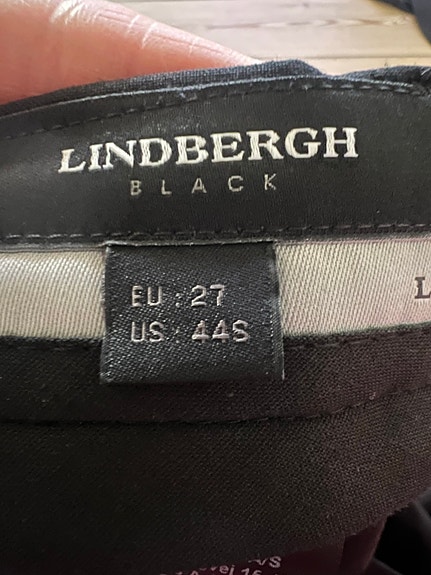 LINDBERGH
BLACK
EU : 27
US : 44S
L